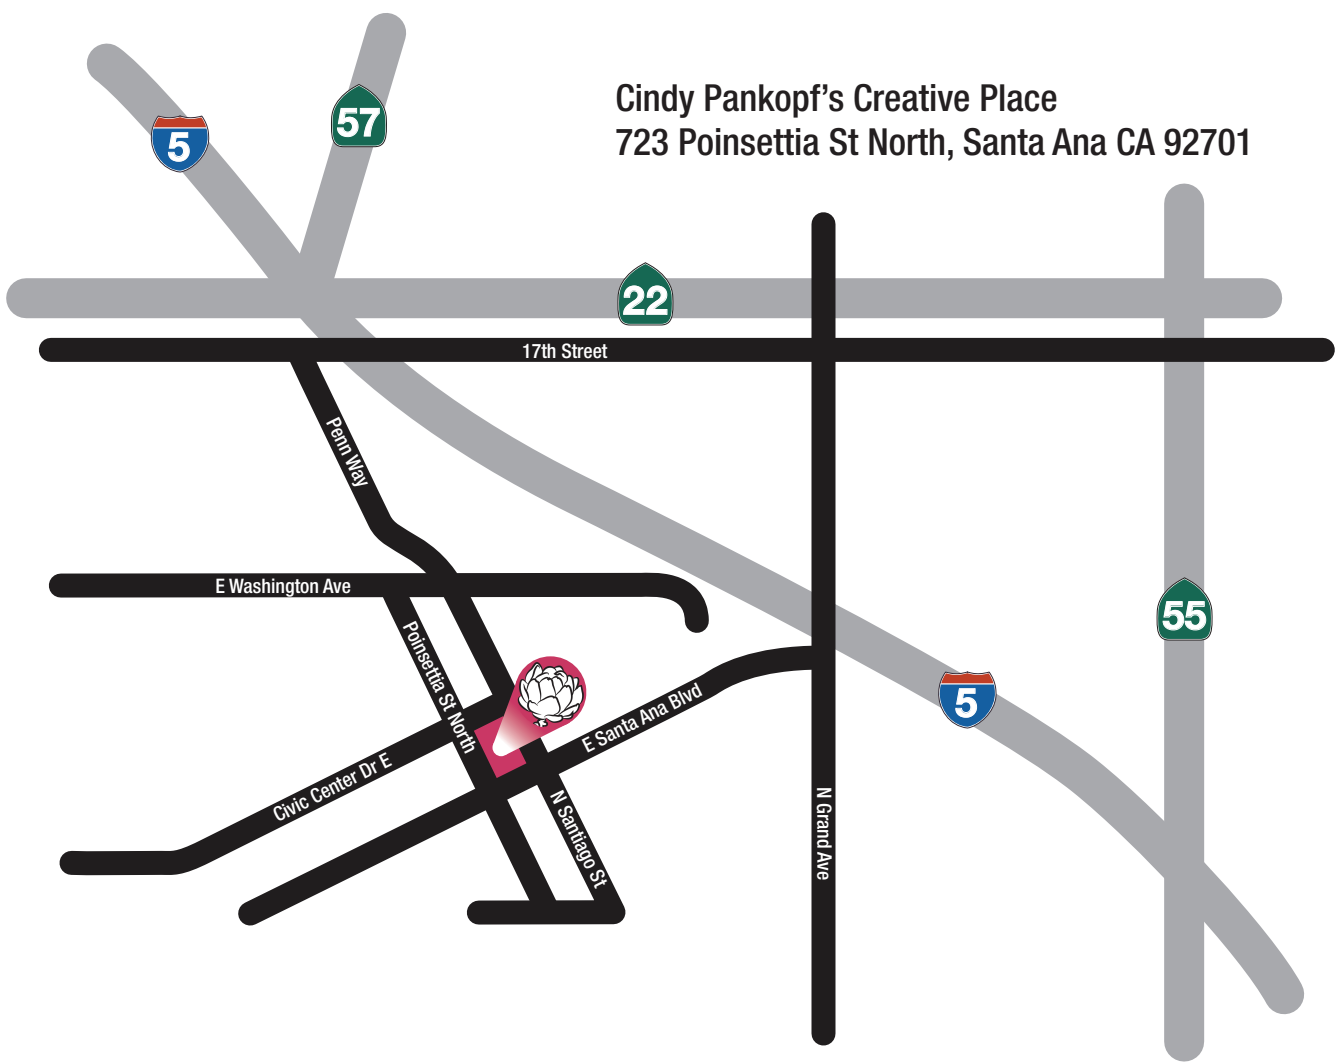 57
5
Cindy Pankopf’s Creative Place
723 Poinsettia St North, Santa Ana CA 92701
22
17th Street
Penn Way
E Washington Ave
55
Poinsettia St North
5
E Santa Ana Blvd
Civic Center Dr E
N Santiago St
N Grand Ave